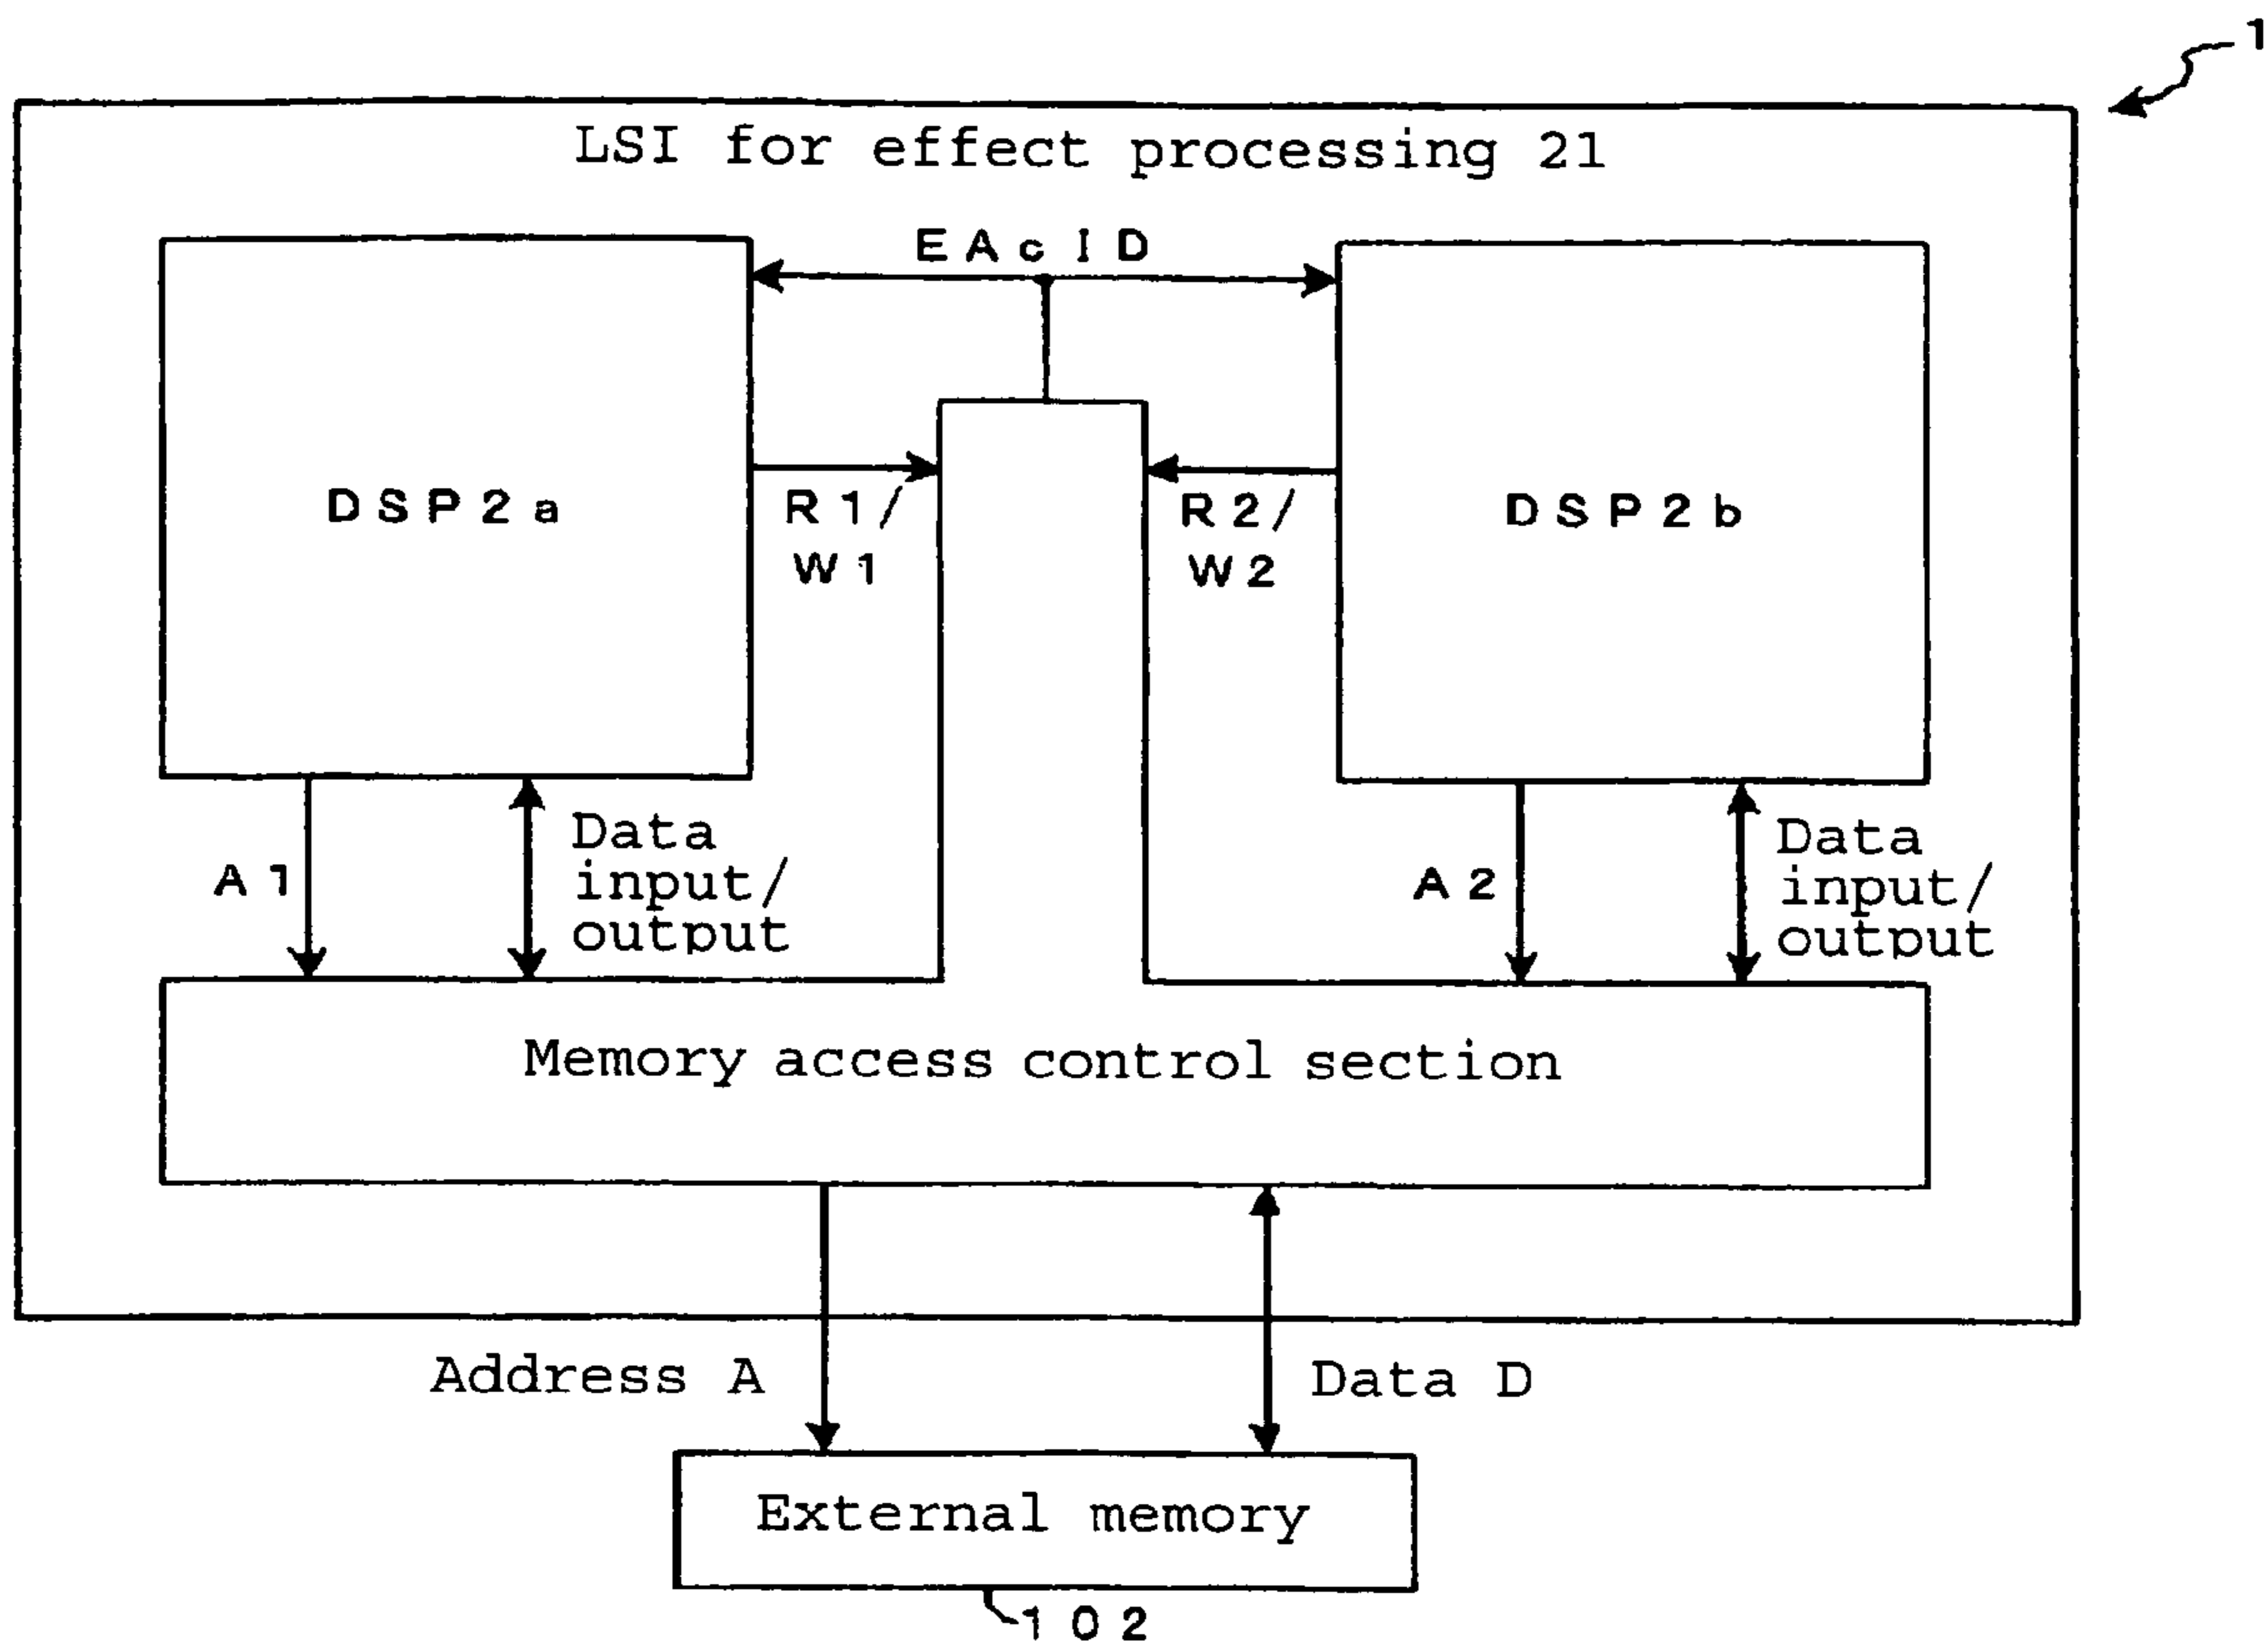 1
LSI for effect processing 21
EAcID
DSP2a
R1/
W1
R2/
W2
DSP2b
A1
Data
input/
output
A2
Data
input/
output
Memory access control section
Address A
Data D
External memory
102